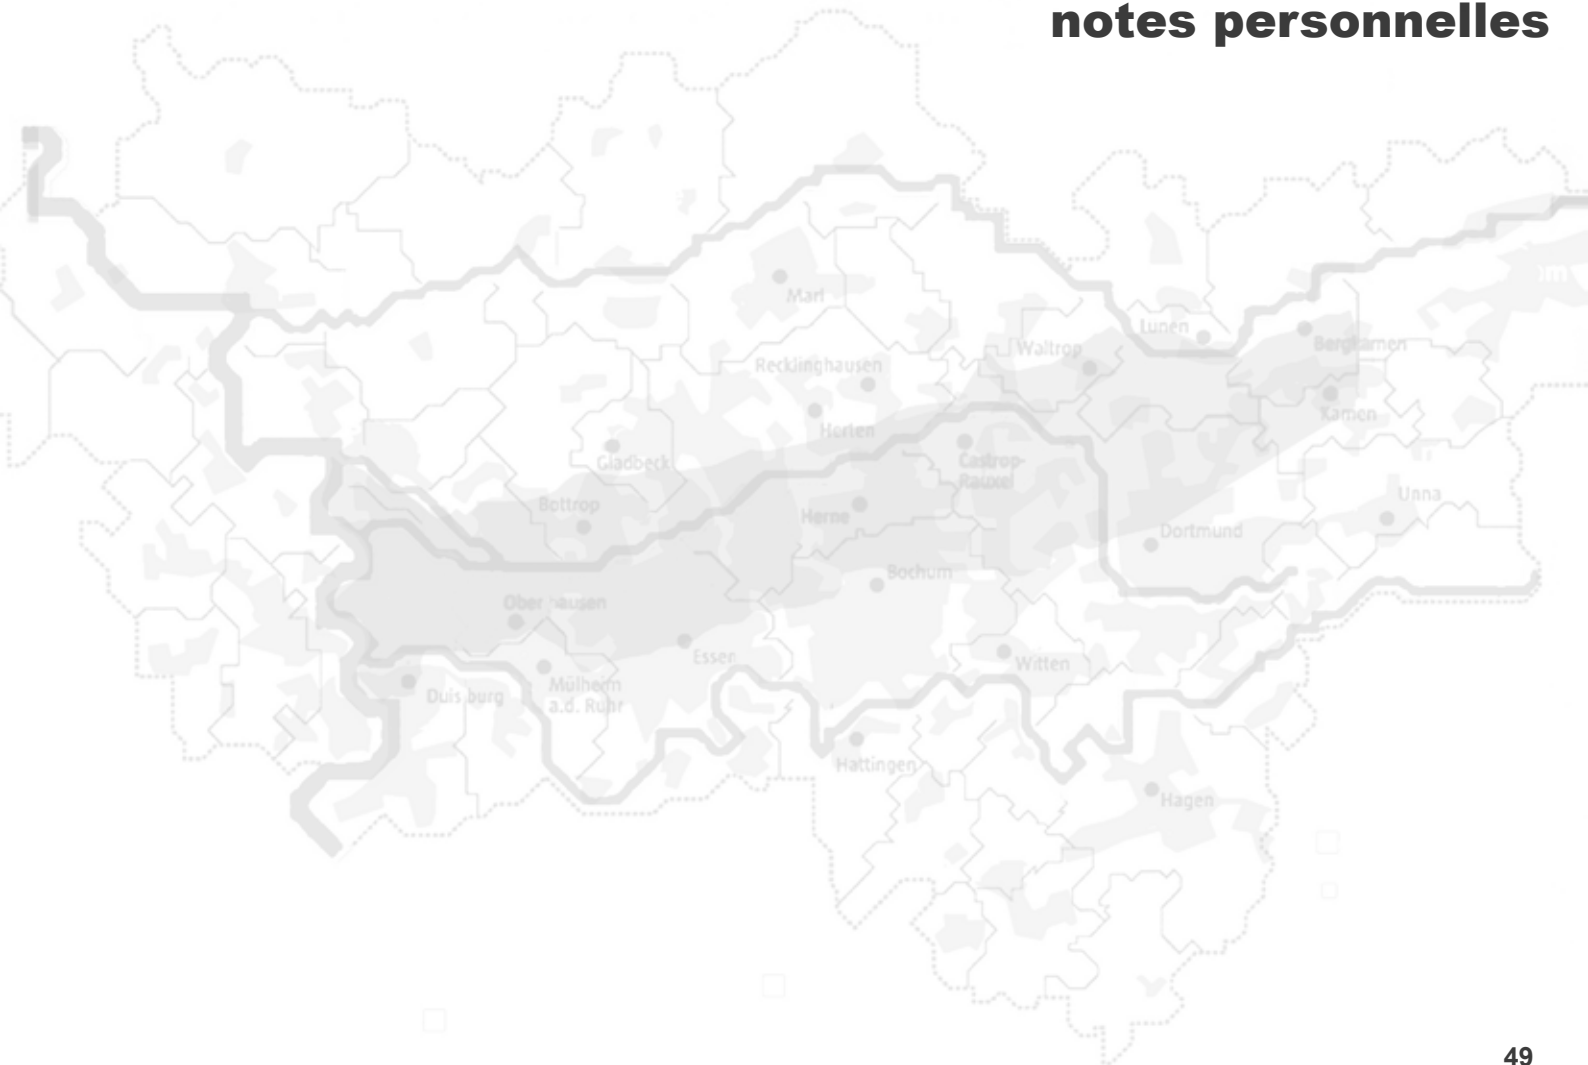 notes personnelles
Marl
Lunen
Waltrop
Bergkamen
Recklinghausen
Kamen
Herten
Gladbeck
Castrop-
Rauxel
Unna
Bottrop
Herne
Dortmund
Bochum
Oberhausen
Essen
Witten
Duisburg
Mülheim
a.d. Ruhr
Hattingen
Hagen
49